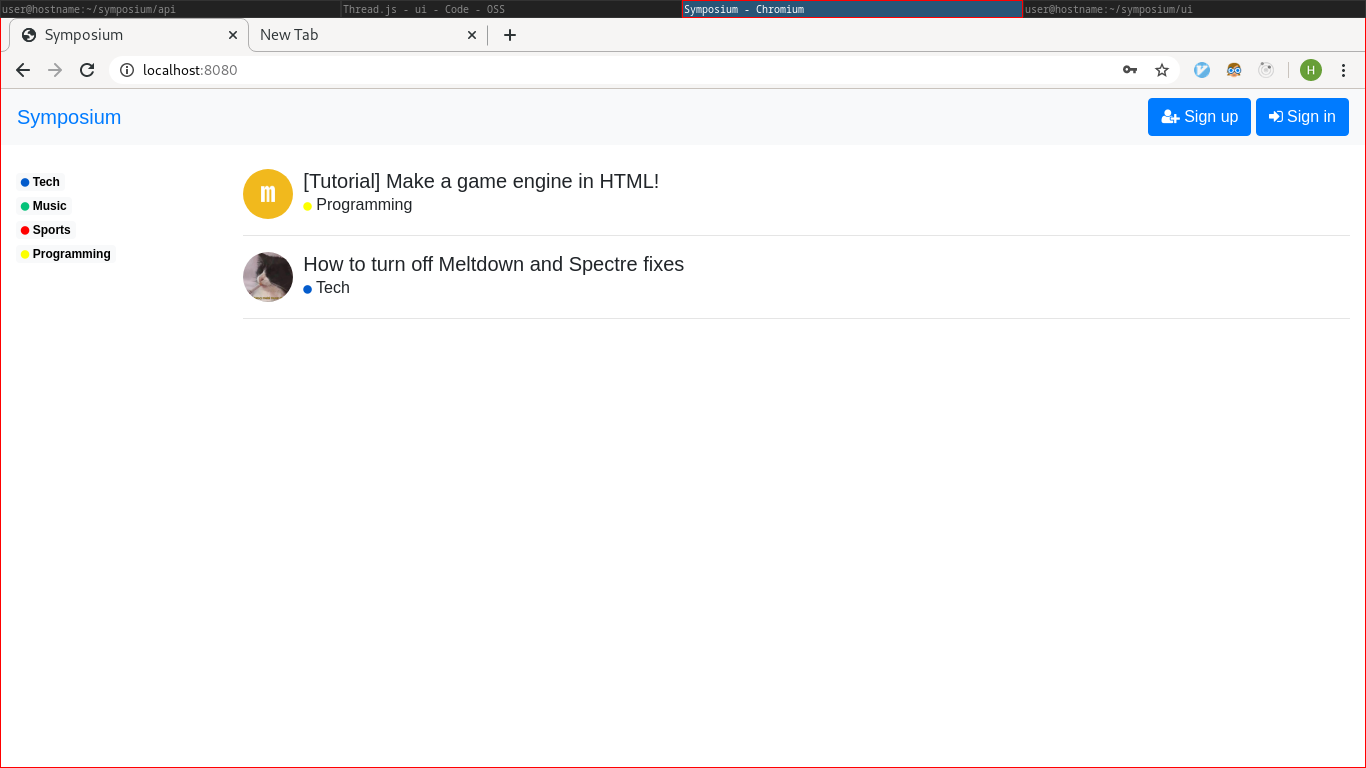 user@hostname:~/symposium/api Thread.js - ui - Code - OSS Symposium - Chromium user@hostname:~/symposium/ui
Symposium New Tab
localhost:8080 H
Symposium Sign up Sign in
Tech
Music
Sports
Programming
m
[Tutorial] Make a game engine in HTML!
Programming
How to turn off Meltdown and Spectre fixes
Tech